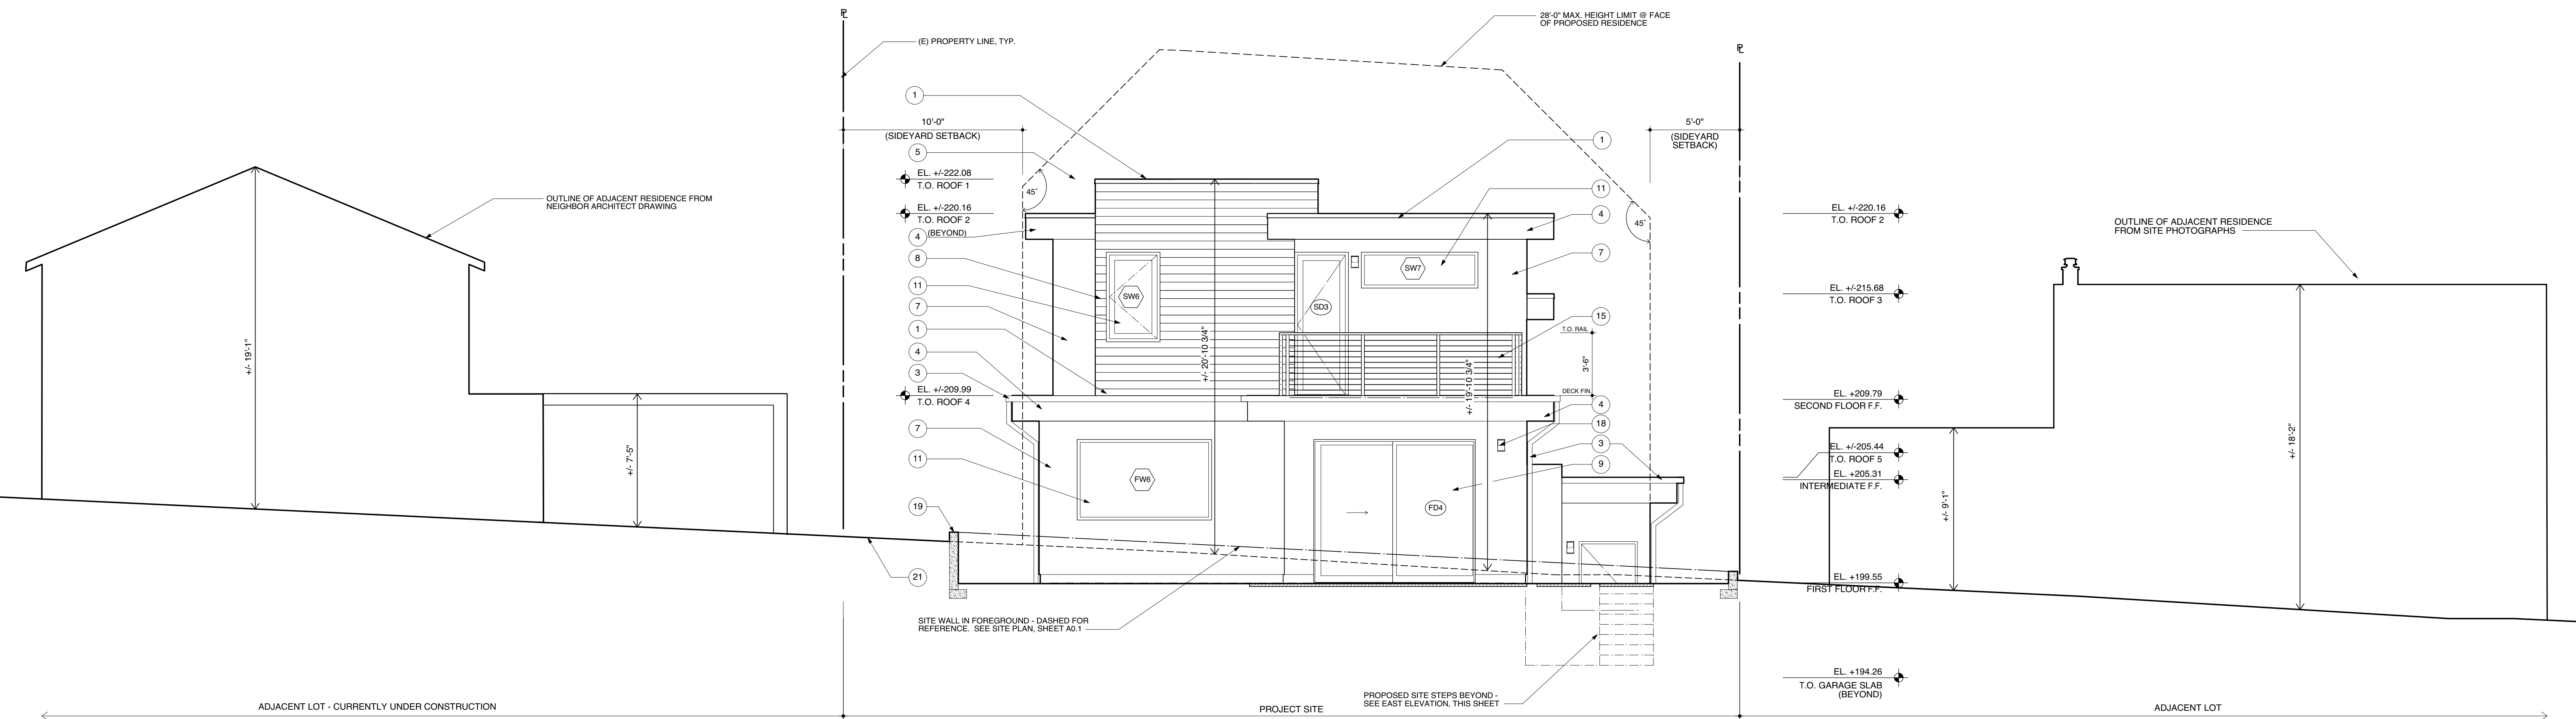 PL
28'-0" MAX. HEIGHT LIMIT @ FACE
OF PROPOSED RESIDENCE
(E) PROPERTY LINE, TYP.
PL
1
10'-0"
(SIDEYARD SETBACK)
5'-0"
(SIDEYARD
SETBACK)
1
5
EL. +/-222.08
T.O. ROOF 1
45°
11
OUTLINE OF ADJACENT RESIDENCE FROM
NEIGHBOR ARCHITECT DRAWING
EL. +/-220.16
T.O. ROOF 2
4
EL. +/-220.16
T.O. ROOF 2
45°
OUTLINE OF ADJACENT RESIDENCE
FROM SITE PHOTOGRAPHS
4
(BEYOND)
7
8
SW7
11
SW6
SD3
EL. +/-215.68
T.O. ROOF 3
7
15
1
T.O. RAIL
+/- 19'-1"
+/- 20'-10 3/4"
4
3'-6"
3
+/- 19'-10 3/4"
EL. +/-209.99
T.O. ROOF 4
DECK FIN.
EL. +209.79
SECOND FLOOR F.F.
4
18
7
+/- 18'-2"
3
EL. +/-205.44
T.O. ROOF 5
+/- 7'-5"
11
9
EL. +205.31
INTERMEDIATE F.F.
FW6
19
FD4
+/- 9'-1"
21
EL. +199.55
FIRST FLOOR F.F.
SITE WALL IN FOREGROUND - DASHED FOR
REFERENCE. SEE SITE PLAN, SHEET A0.1
EL. +194.26
T.O. GARAGE SLAB
(BEYOND)
PROPOSED SITE STEPS BEYOND -
SEE EAST ELEVATION, THIS SHEET
ADJACENT LOT - CURRENTLY UNDER CONSTRUCTION
PROJECT SITE
ADJACENT LOT